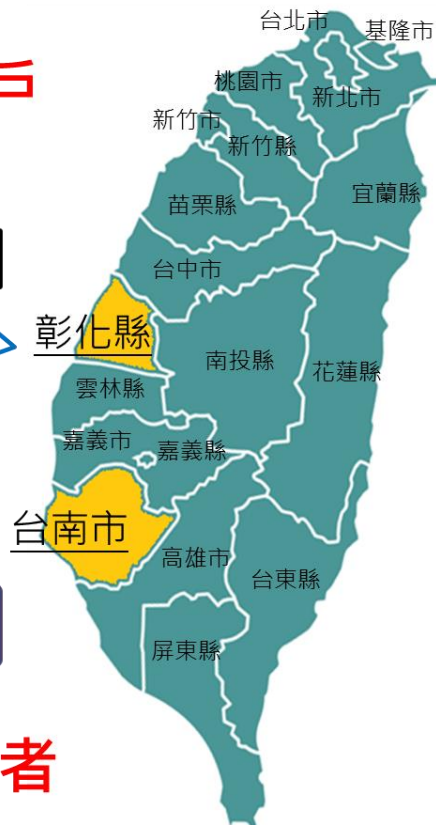 台北市
基隆市
戶
桃園市
新北市
新竹市
新竹縣
宜蘭縣
苗栗縣
台中市
彰化縣
南投縣
花蓮縣
雲林縣
嘉義市
嘉義縣
台南市
高雄市
台東縣
屏東縣
者